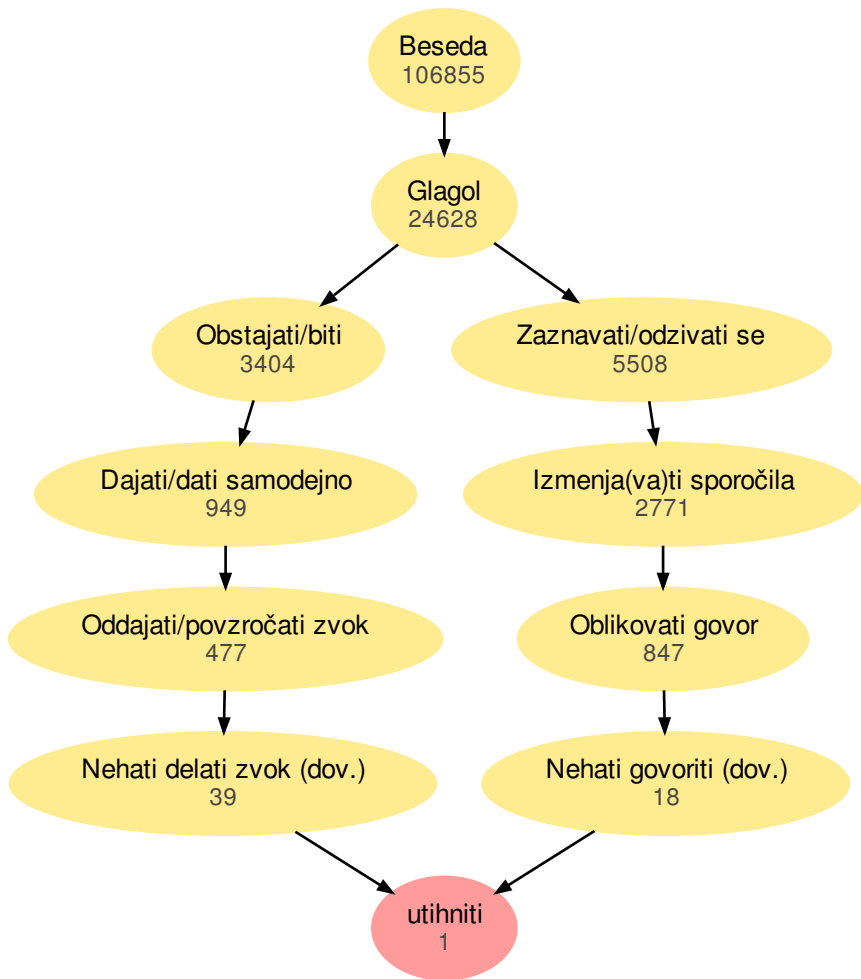 Beseda
106855
Glagol
24628
Obstajati/biti
3404
Zaznavati/odzivati se
5508
Dajati/dati samodejno
949
Izmenja(va)ti sporočila
2771
Oddajati/povzročati zvok
477
Oblikovati govor
847
Nehati delati zvok (dov.)
39
Nehati govoriti (dov.)
18
utihniti
1